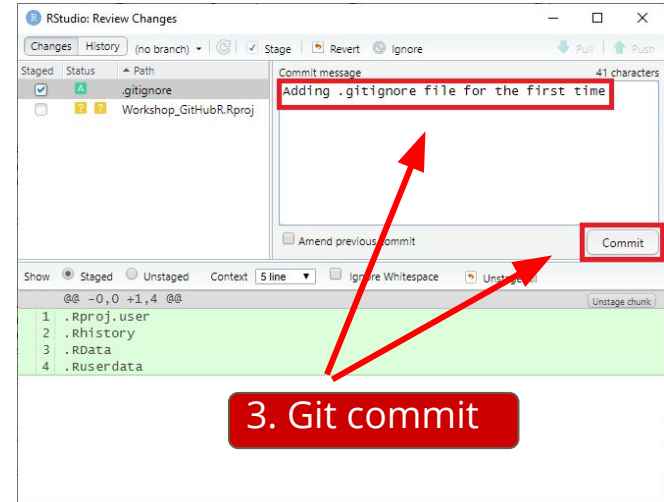 R RStudio: Review Changes
Changes History (no branch) Stage Revert Ignore Pull Push
Staged Status Path Commit message 41 characters
A .gitignore Adding .gitignore file for the first time
? ? Workshop_GitHubR.Rproj
Amend previous commit Commit
Show Staged Unstaged Context 5 line Ignore Whitespace
@@ -0,0 +1,4 @@ Unstage chunk
1 .Rproj.user
2 .Rhistory
3 .RData
4 .Ruserdata
3. Git commit